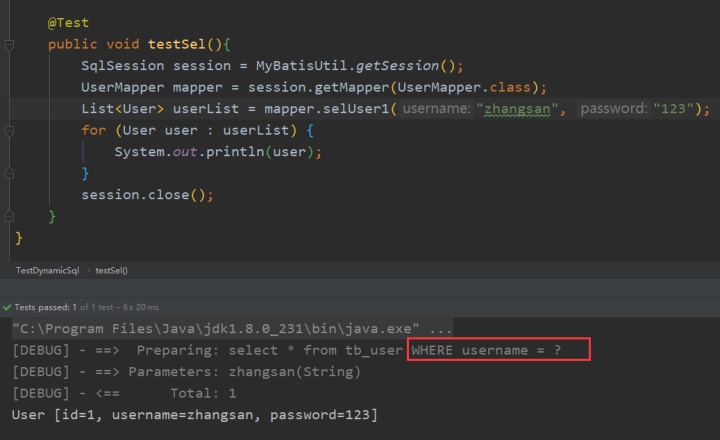 @Test
public void testSel(){
SqlSession session = MyBatisUtil.getSession();
UserMapper mapper = session.getMapper(UserMapper.class);
List<User> userList = mapper.selUser1( username: "zhangsan", password: "123");
for (User user : userList) {
System.out.println(user);
}
session.close();
}
}
TestDynamicSql › testSel()
Tests passed: 1 of 1 test – 6 s 20 ms
"C:\Program Files\Java\jdk1.8.0_231\bin\java.exe" ...
[DEBUG] - ==>  Preparing: select * from tb_user WHERE username = ?
[DEBUG] - ==> Parameters: zhangsan(String)
[DEBUG] - <==      Total: 1
User [id=1, username=zhangsan, password=123]